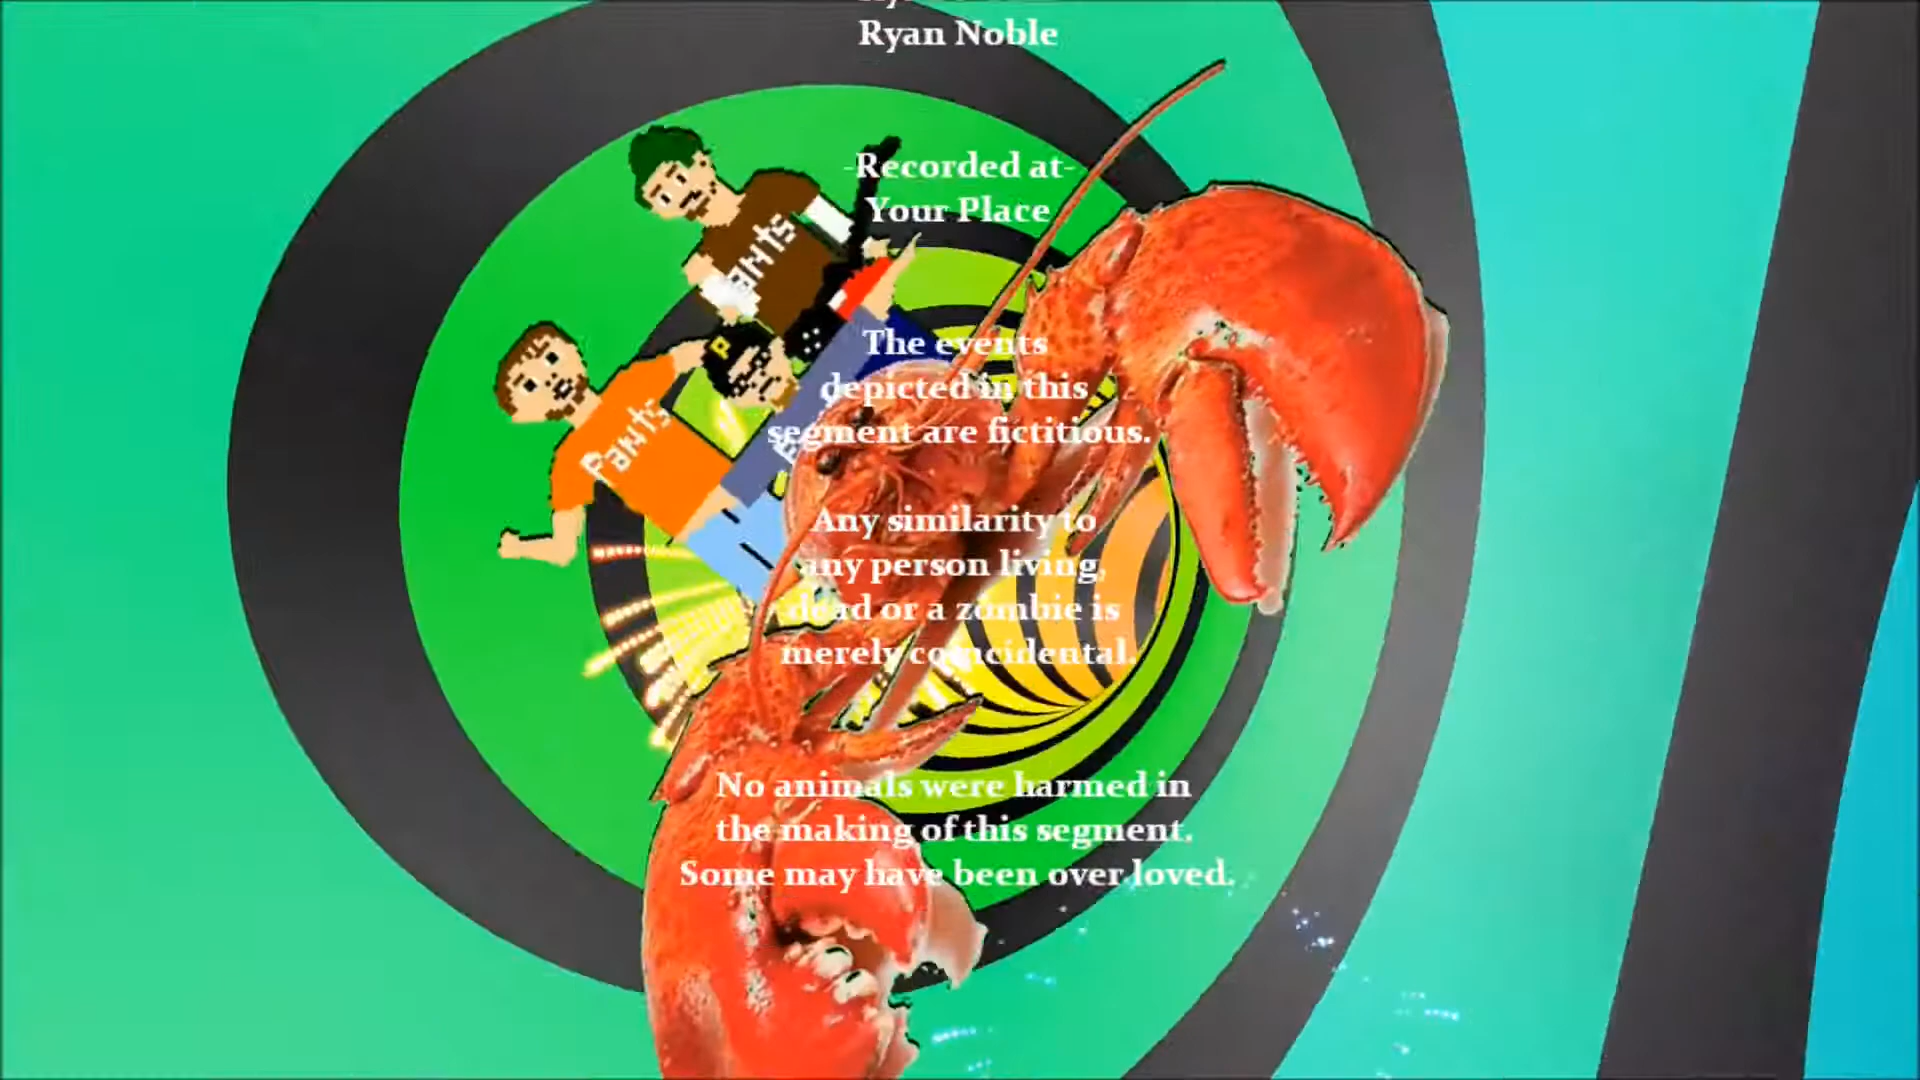 Ryan Noble
-Recorded at-
Your Place
The events
depicted in this
segment are fictitious.
Any similarity to
any person living,
dead or a zombie is
merely coincidental.
No animals were harmed in
the making of this segment.
Some may have been over loved.
Pants
P
Pants